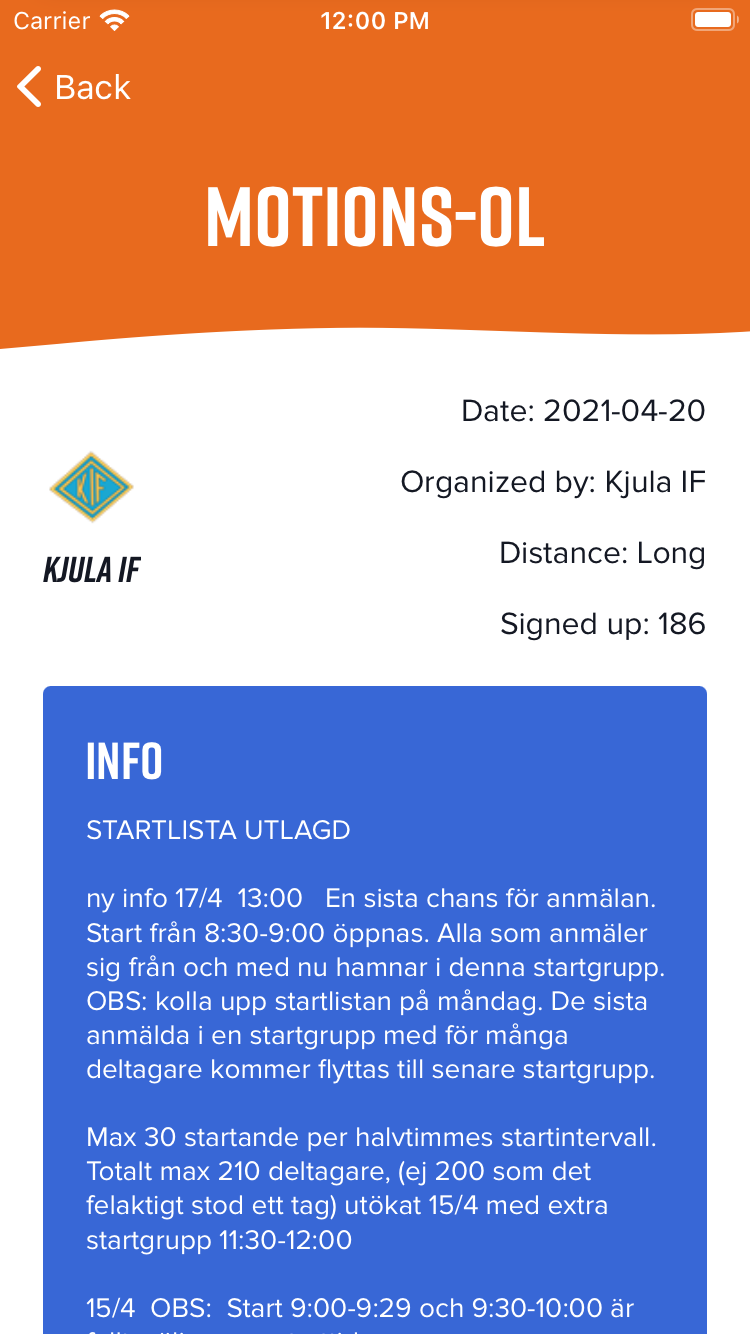 Carrier
12:00 PM
Back
MOTIONS-OL
Date: 2021-04-20
Organized by: Kjula IF
Distance: Long
Signed up: 186
KIF
KJULA IF
INFO
STARTLISTA UTLAGD
ny info 17/4  13:00   En sista chans för anmälan.
Start från 8:30-9:00 öppnas. Alla som anmäler
sig från och med nu hamnar i denna startgrupp.
OBS: kolla upp startlistan på måndag. De sista
anmälda i en startgrupp med för många
deltagare kommer flyttas till senare startgrupp.
Max 30 startande per halvtimmes startintervall.
Totalt max 210 deltagare, (ej 200 som det
felaktigt stod ett tag) utökat 15/4 med extra
startgrupp 11:30-12:00
15/4  OBS:  Start 9:00-9:29 och 9:30-10:00 är